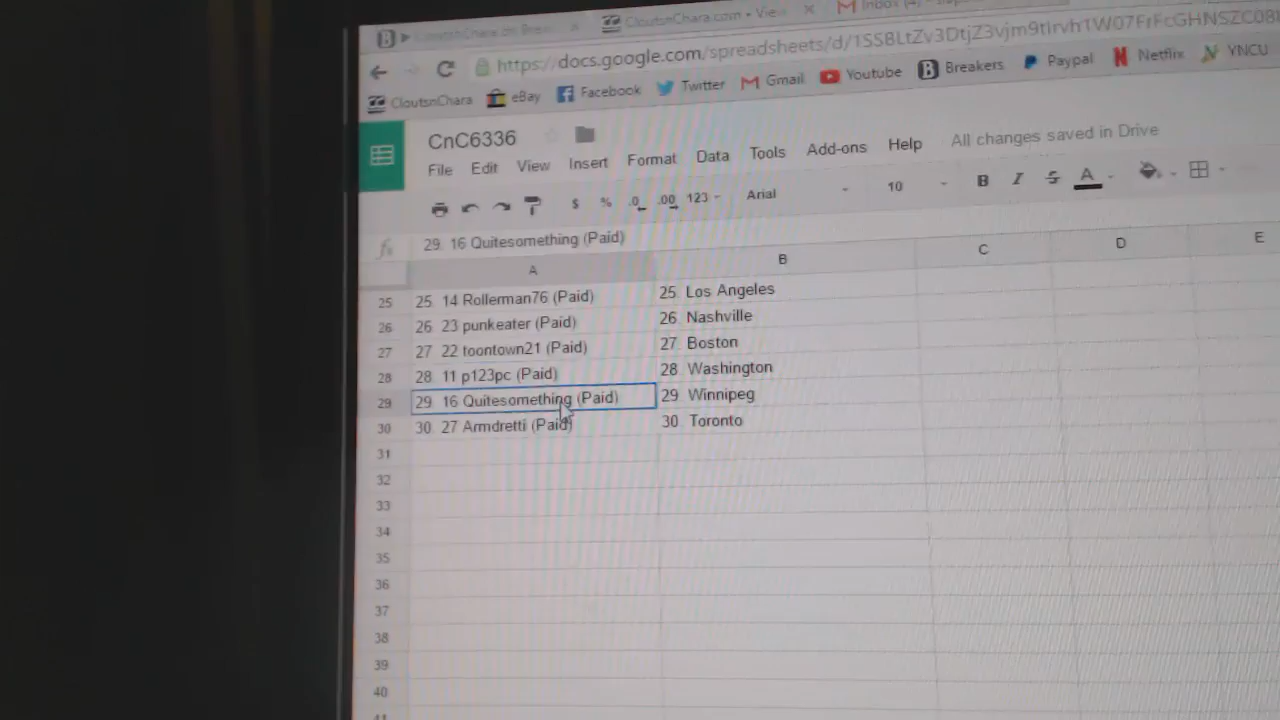 CloutsnChara.com • View
Inbox (4)
https://docs.google.com/spreadsheets/d/1SSBLtZv3DtjZ3vjm9tIrvh1W07FrFcGHNSZC08
CloutsnChara eBay Facebook Twitter Gmail Youtube Breakers Paypal Netflix YNCU
CnC6336
File Edit View Insert Format Data Tools Add-ons Help All changes saved in Drive
$ % .0 .00 123 Arial 10 B I S A
fx 29. 16 Quitesomething (Paid)
A B C D E
25 25. 14 Rollerman76 (Paid) 25. Los Angeles
26 26. 23 punkeater (Paid) 26. Nashville
27 27. 22 toontown21 (Paid) 27. Boston
28 28. 11 p123pc (Paid) 28. Washington
29 29. 16 Quitesomething (Paid) 29. Winnipeg
30 30. 27 Armdretti (Paid) 30. Toronto
31
32
33
34
35
36
37
38
39
40
41